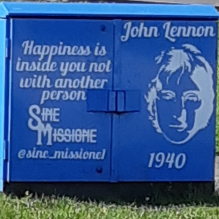 Happiness is
inside you not
with another
person
SINE
MISSIONE
@sine_missione1
John Lennon
1940